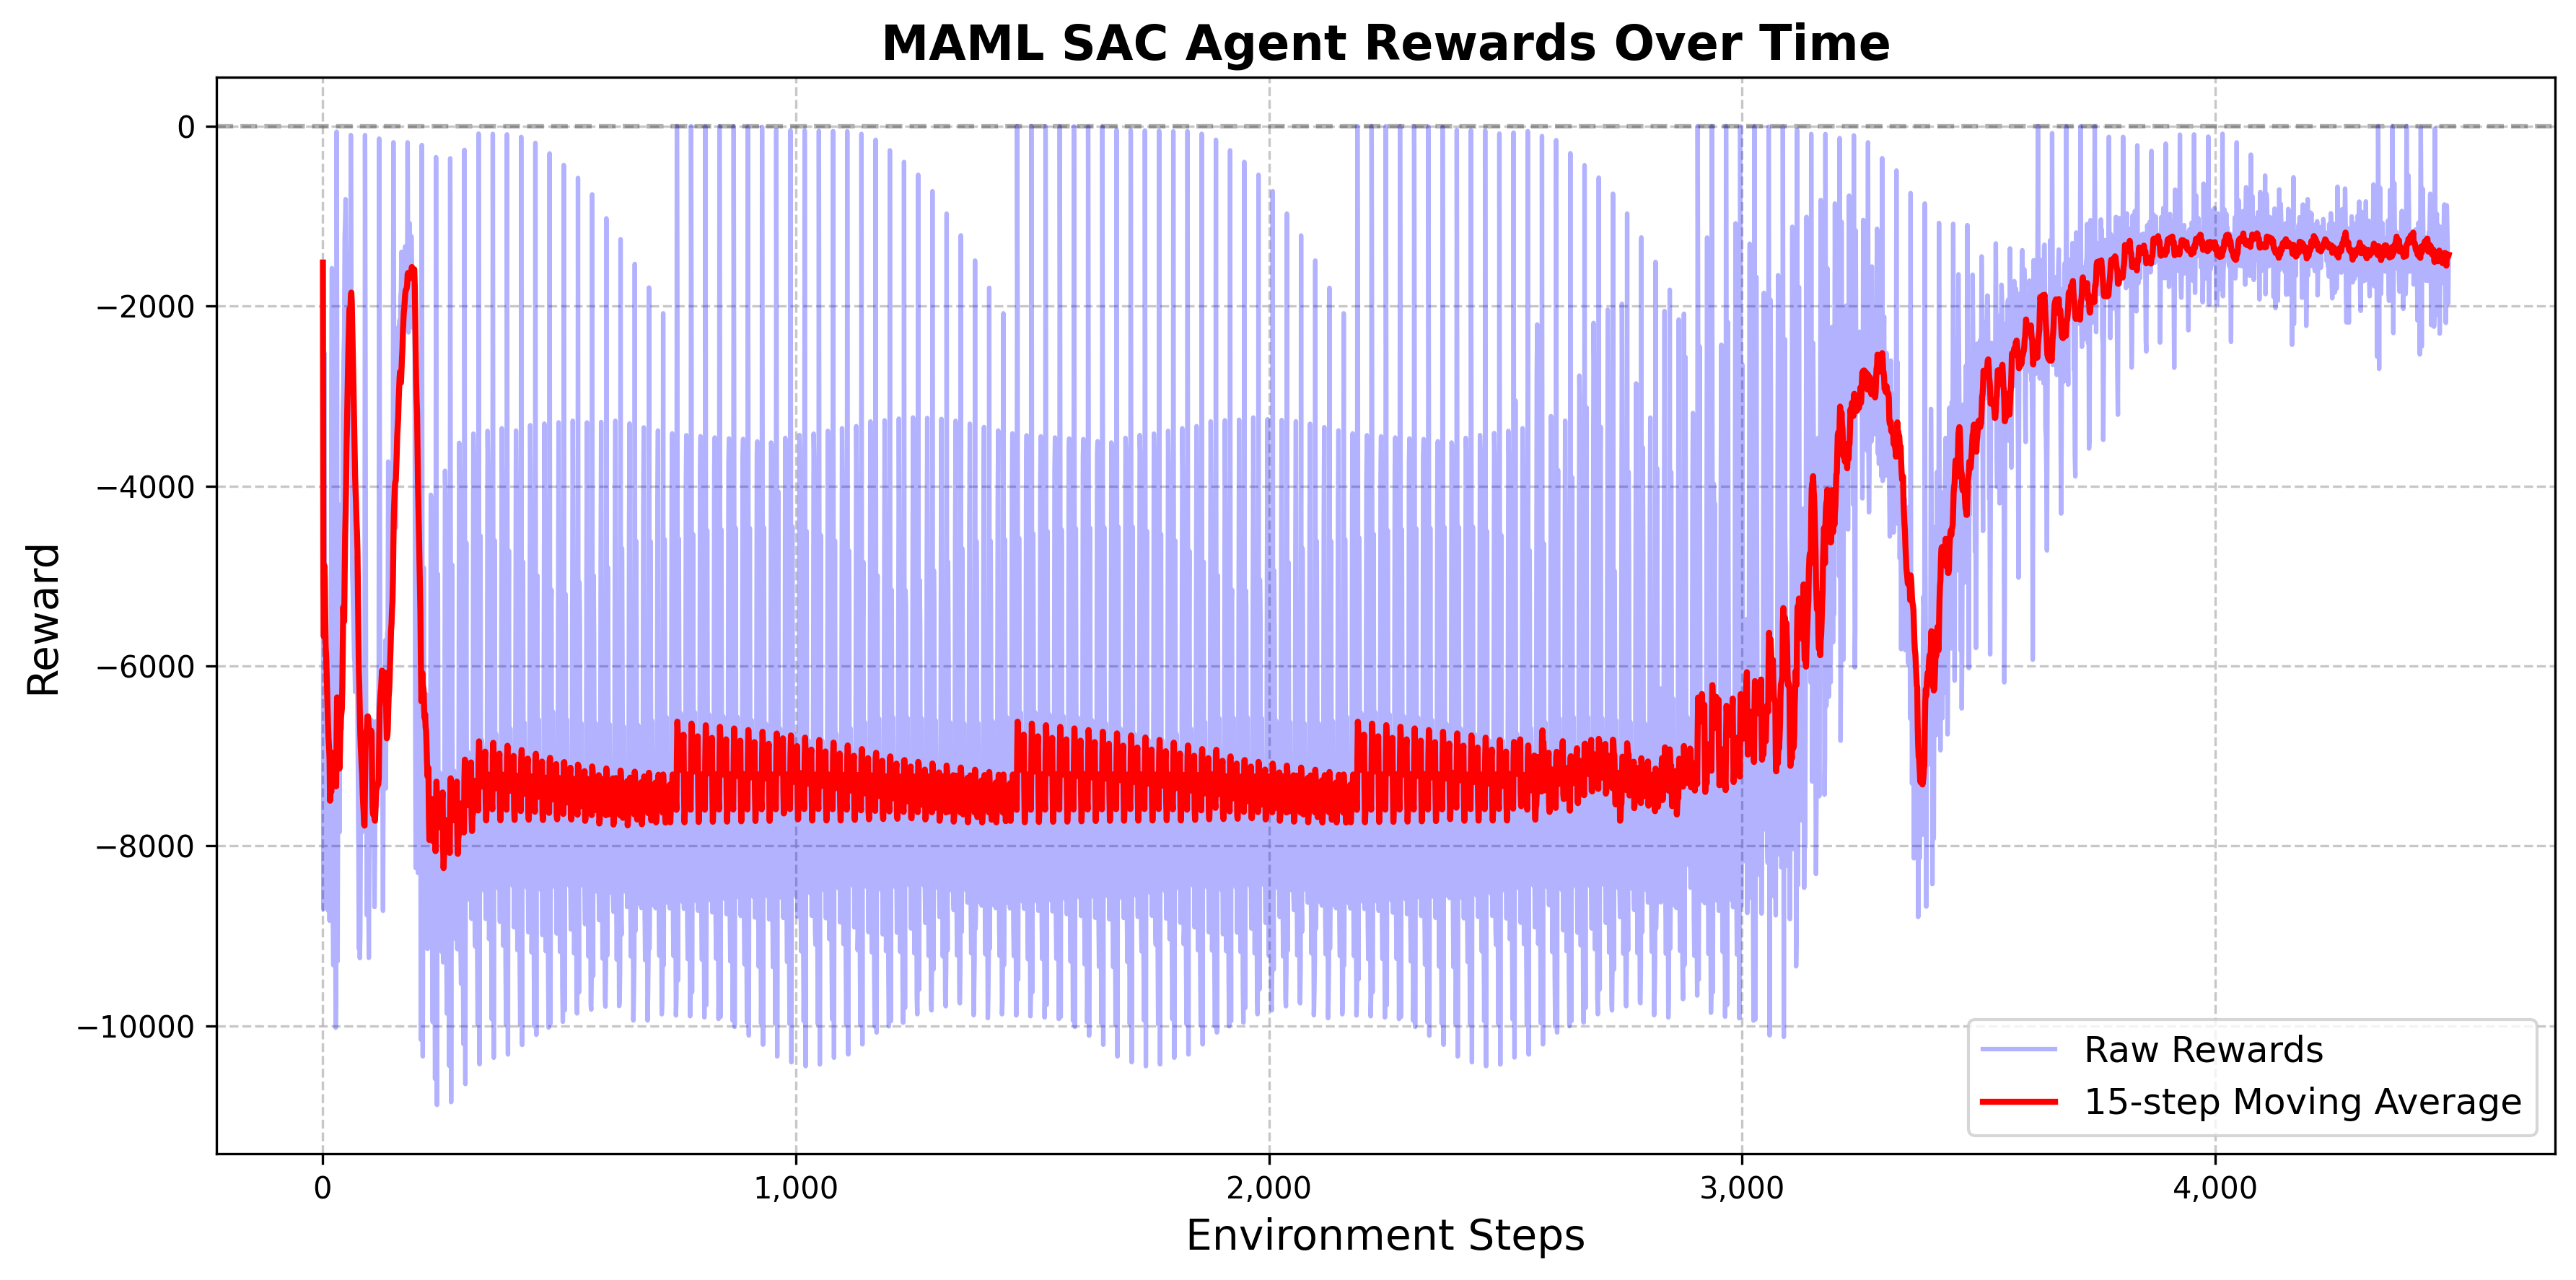 MAML SAC Agent Rewards Over Time
Reward
0
−2000
−4000
−6000
−8000
−10000
0
1,000
2,000
3,000
4,000
Environment Steps
Raw Rewards
15-step Moving Average